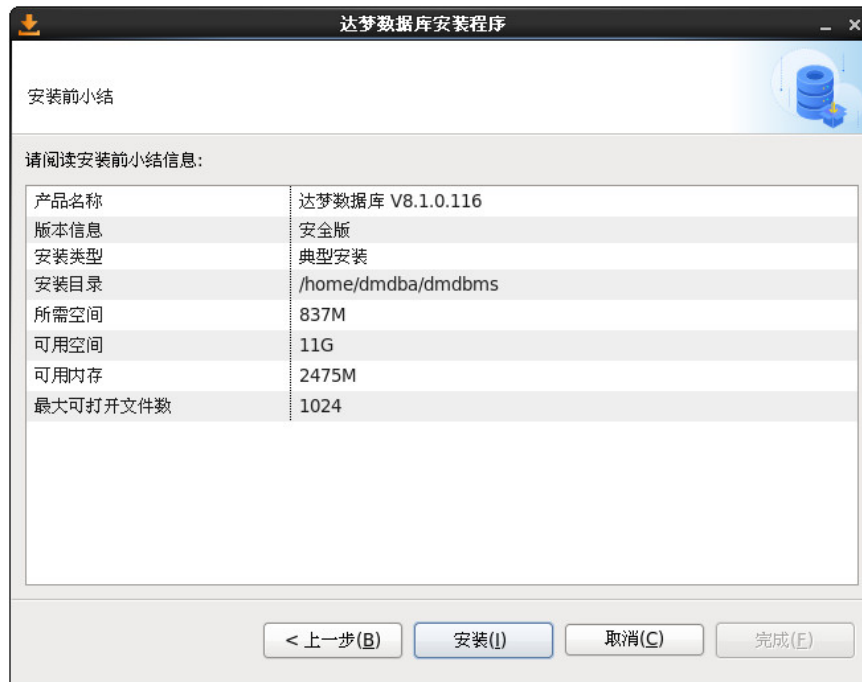 达梦数据库安装程序
安装前小结
请阅读安装前小结信息:
产品名称 达梦数据库 V8.1.0.116
版本信息 安全版
安装类型 典型安装
安装目录 /home/dmdba/dmdbms
所需空间 837M
可用空间 11G
可用内存 2475M
最大可打开文件数 1024
< 上一步(B) 安装(I) 取消(C) 完成(F)